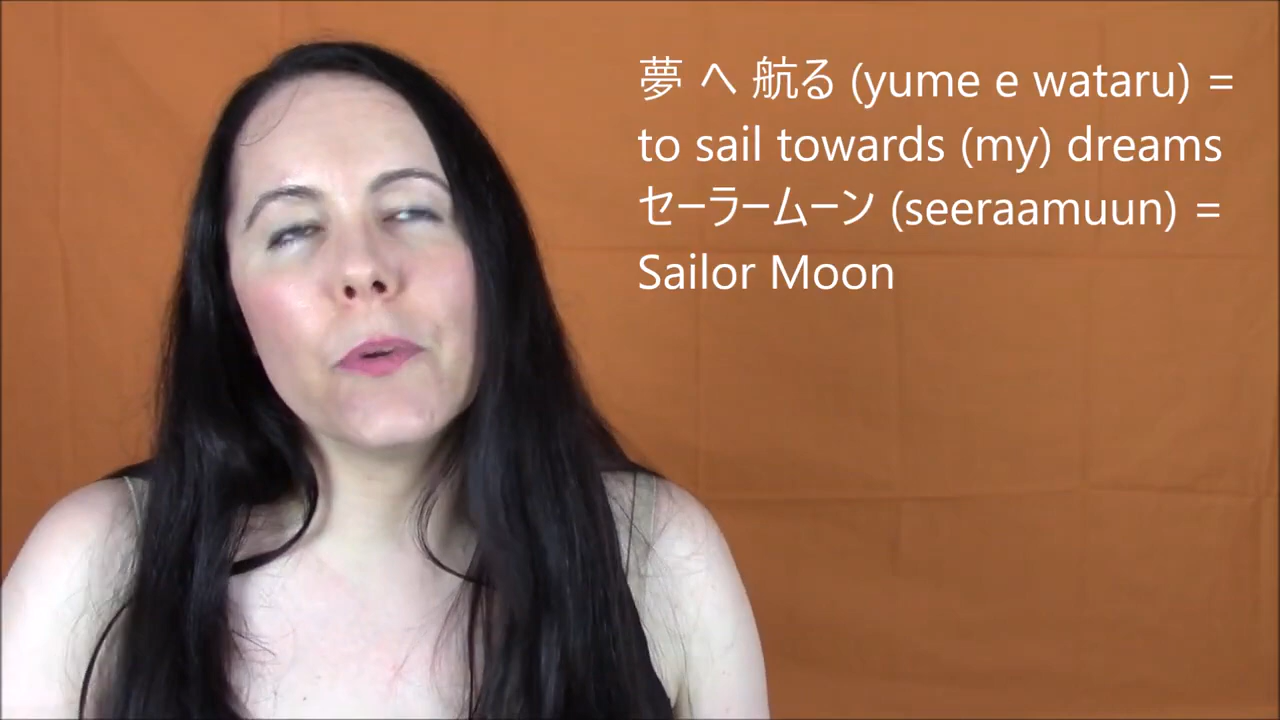 夢 へ 航る (yume e wataru) =
to sail towards (my) dreams
セーラームーン (seeraamuun) =
Sailor Moon